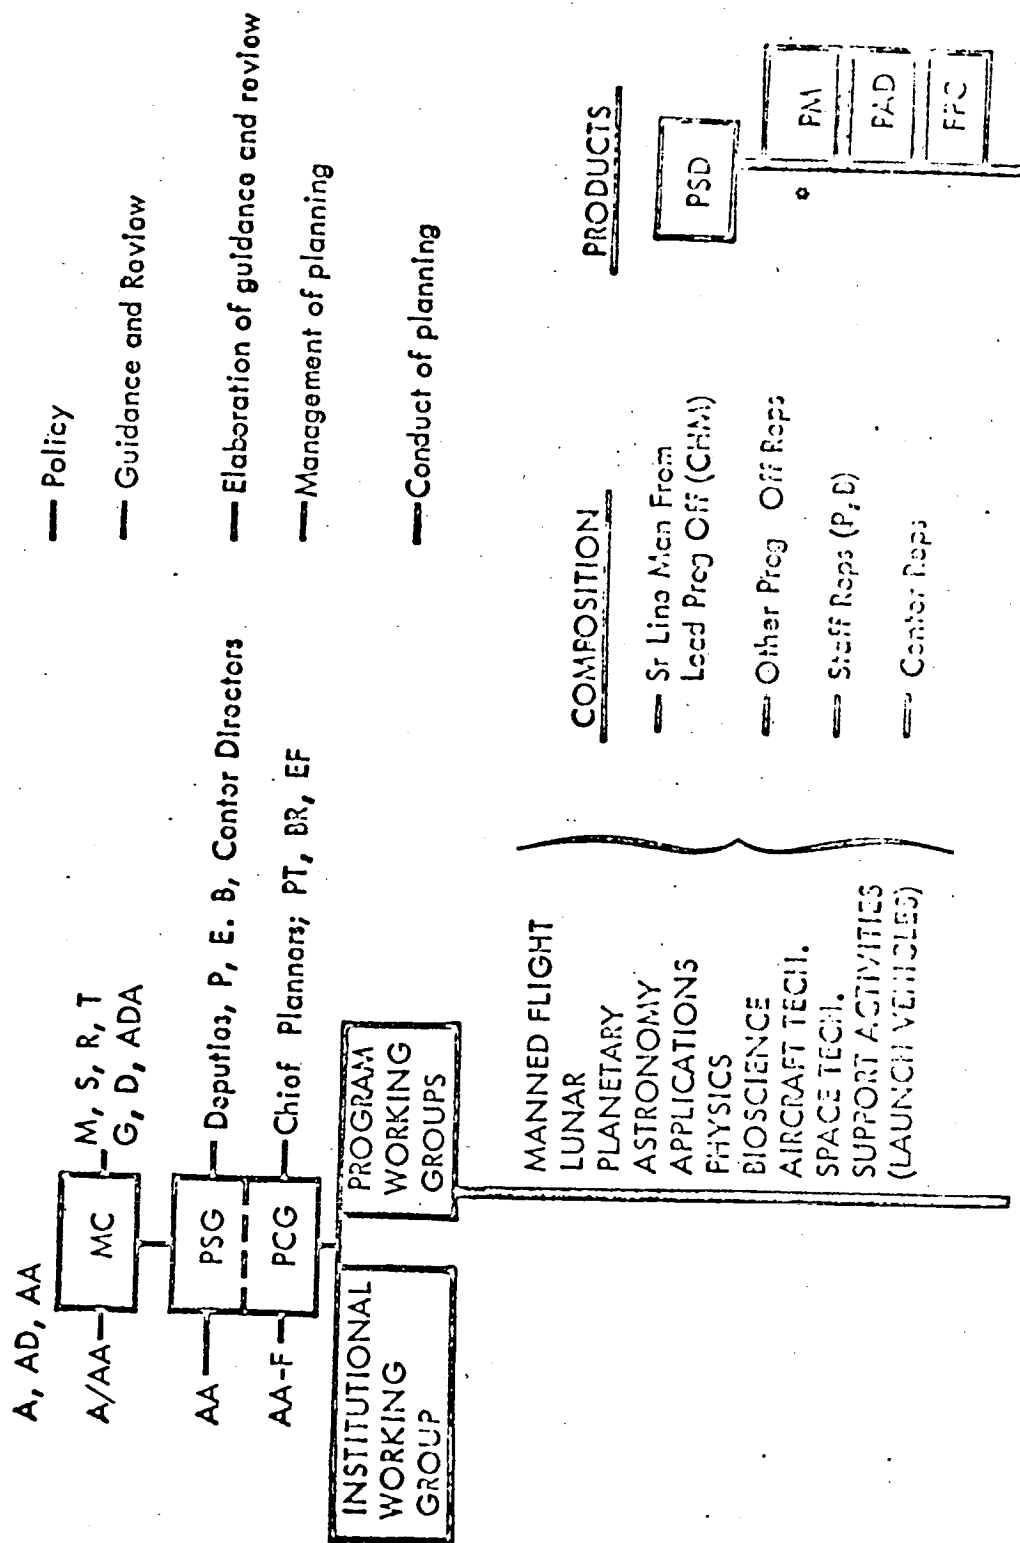 A, AD, AA
— Policy
A/AA — MC — M, S, R, T
G, D, ADA
— Guidance and Review
AA — PSG — Deputies, P, E. B, Center Directors
— Elaboration of guidance and review
AA-F — PCG — Chief Planners; PT, BR, EF
— Management of planning
INSTITUTIONAL
WORKING
GROUP
PROGRAM
WORKING
GROUPS
— Conduct of planning
MANNED FLIGHT
LUNAR
PLANETARY
ASTRONOMY
APPLICATIONS
PHYSICS
BIOSCIENCE
AIRCRAFT TECH.
SPACE TECH.
SUPPORT ACTIVITIES
(LAUNCH VEHICLES)
COMPOSITION
— Sr Line Man From
Lead Prog Off (CHM)
— Other Prog Off Reps
— Staff Reps (P, B)
— Center Reps
PRODUCTS
PSD
PM
PAD